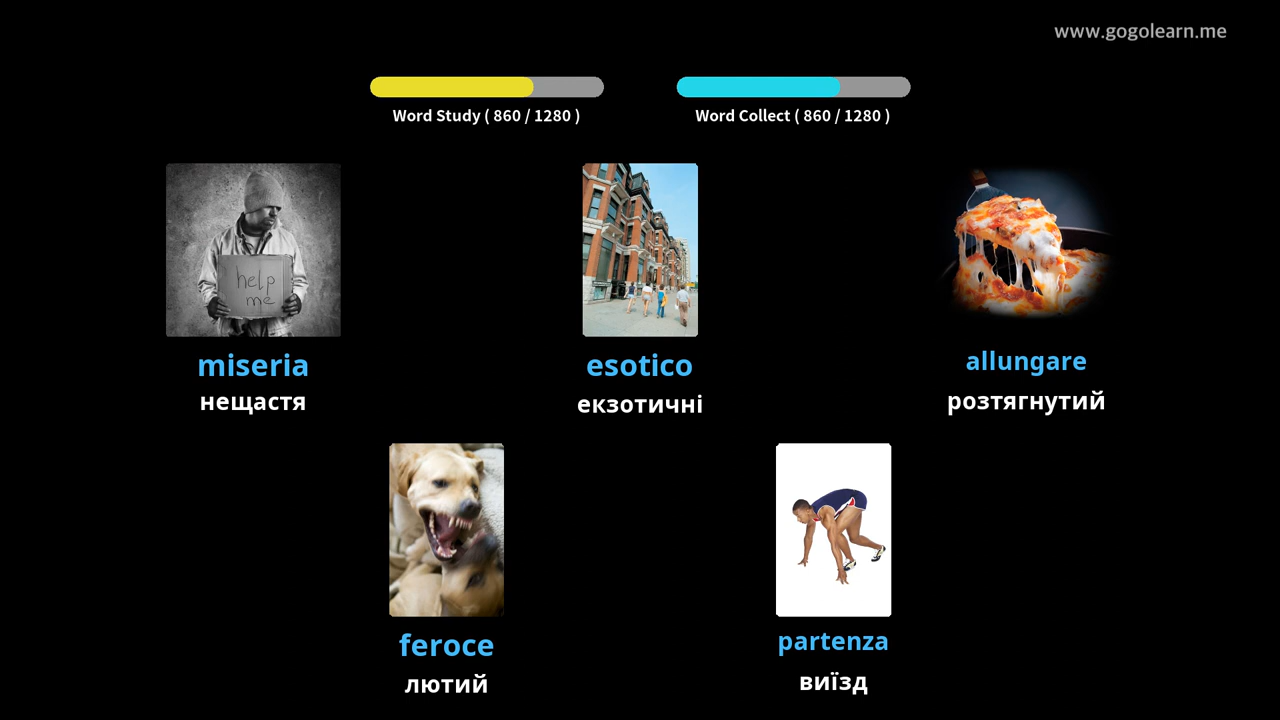 www.gogolearn.me
Word Study ( 860 / 1280 )
Word Collect ( 860 / 1280 )
help
me
miseria
нещастя
esotico
екзотичні
allungare
розтягнутий
feroce
лютий
partenza
виїзд